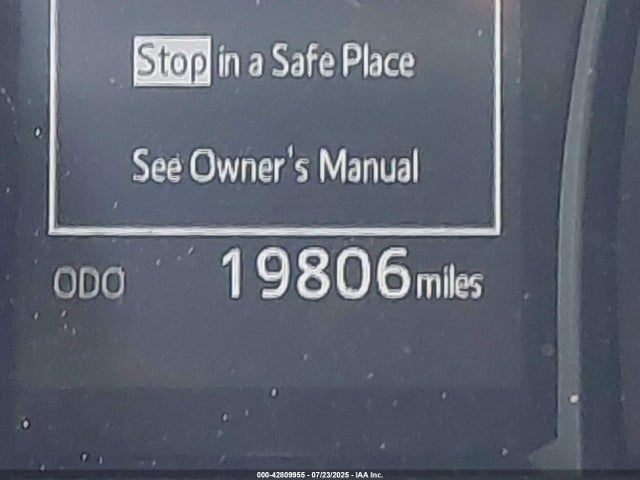 Stop in a Safe Place
See Owner's Manual
ODO 19806 miles
000-42809955 - 07/23/2025 - IAA Inc.